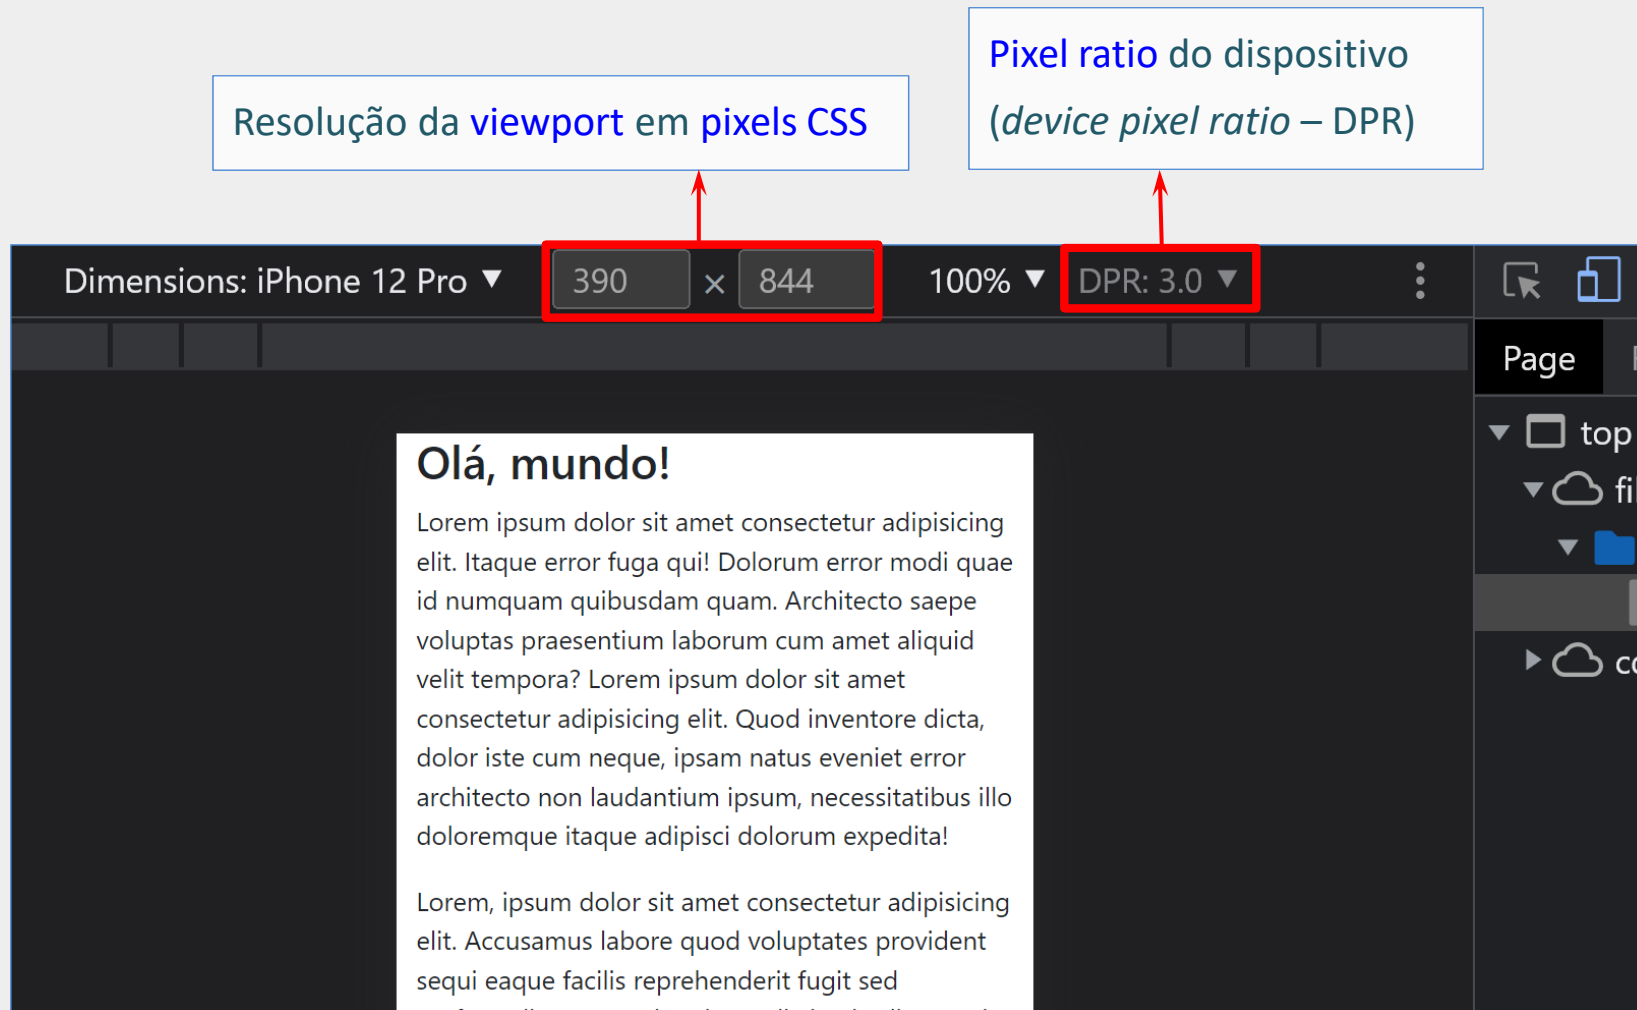 Pixel ratio do dispositivo
(device pixel ratio – DPR)
Resolução da viewport em pixels CSS
Dimensions: iPhone 12 Pro ▼ 390 × 844 100% ▼ DPR: 3.0 ▼
Page
top
Olá, mundo!
Lorem ipsum dolor sit amet consectetur adipisicing
elit. Itaque error fuga qui! Dolorum error modi quae
id numquam quibusdam quam. Architecto saepe
voluptas praesentium laborum cum amet aliquid
velit tempora? Lorem ipsum dolor sit amet
consectetur adipisicing elit. Quod inventore dicta,
dolor iste cum neque, ipsam natus eveniet error
architecto non laudantium ipsum, necessitatibus illo
doloremque itaque adipisci dolorum expedita!
Lorem, ipsum dolor sit amet consectetur adipisicing
elit. Accusamus labore quod voluptates provident
sequi eaque facilis reprehenderit fugit sed